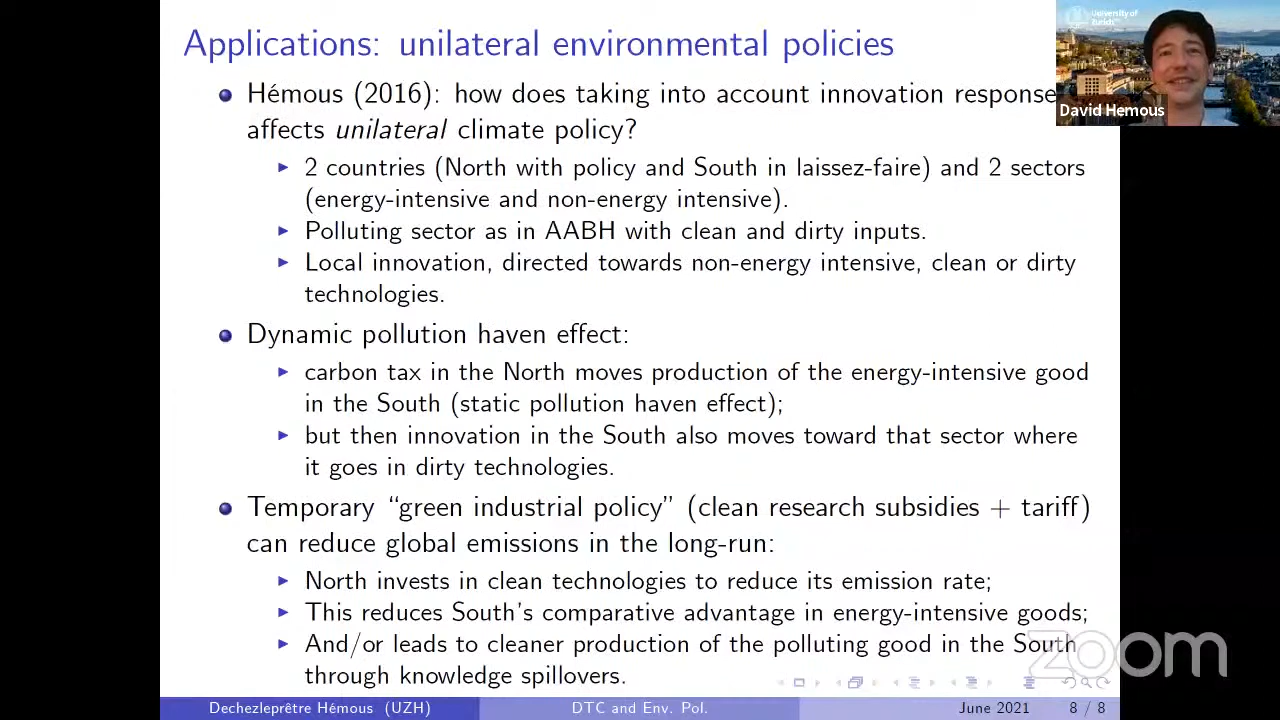 Applications: unilateral environmental policies
University of
Zurich
David Hemous
Hémous (2016): how does taking into account innovation response
affects unilateral climate policy?
2 countries (North with policy and South in laissez-faire) and 2 sectors
(energy-intensive and non-energy intensive).
Polluting sector as in AABH with clean and dirty inputs.
Local innovation, directed towards non-energy intensive, clean or dirty
technologies.
Dynamic pollution haven effect:
carbon tax in the North moves production of the energy-intensive good
in the South (static pollution haven effect);
but then innovation in the South also moves toward that sector where
it goes in dirty technologies.
Temporary “green industrial policy” (clean research subsidies + tariff)
can reduce global emissions in the long-run:
North invests in clean technologies to reduce its emission rate;
This reduces South's comparative advantage in energy-intensive goods;
And/or leads to cleaner production of the polluting good in the South
through knowledge spillovers.
zoom
Dechezleprêtre Hémous (UZH) DTC and Env. Pol. June 2021 8 / 8